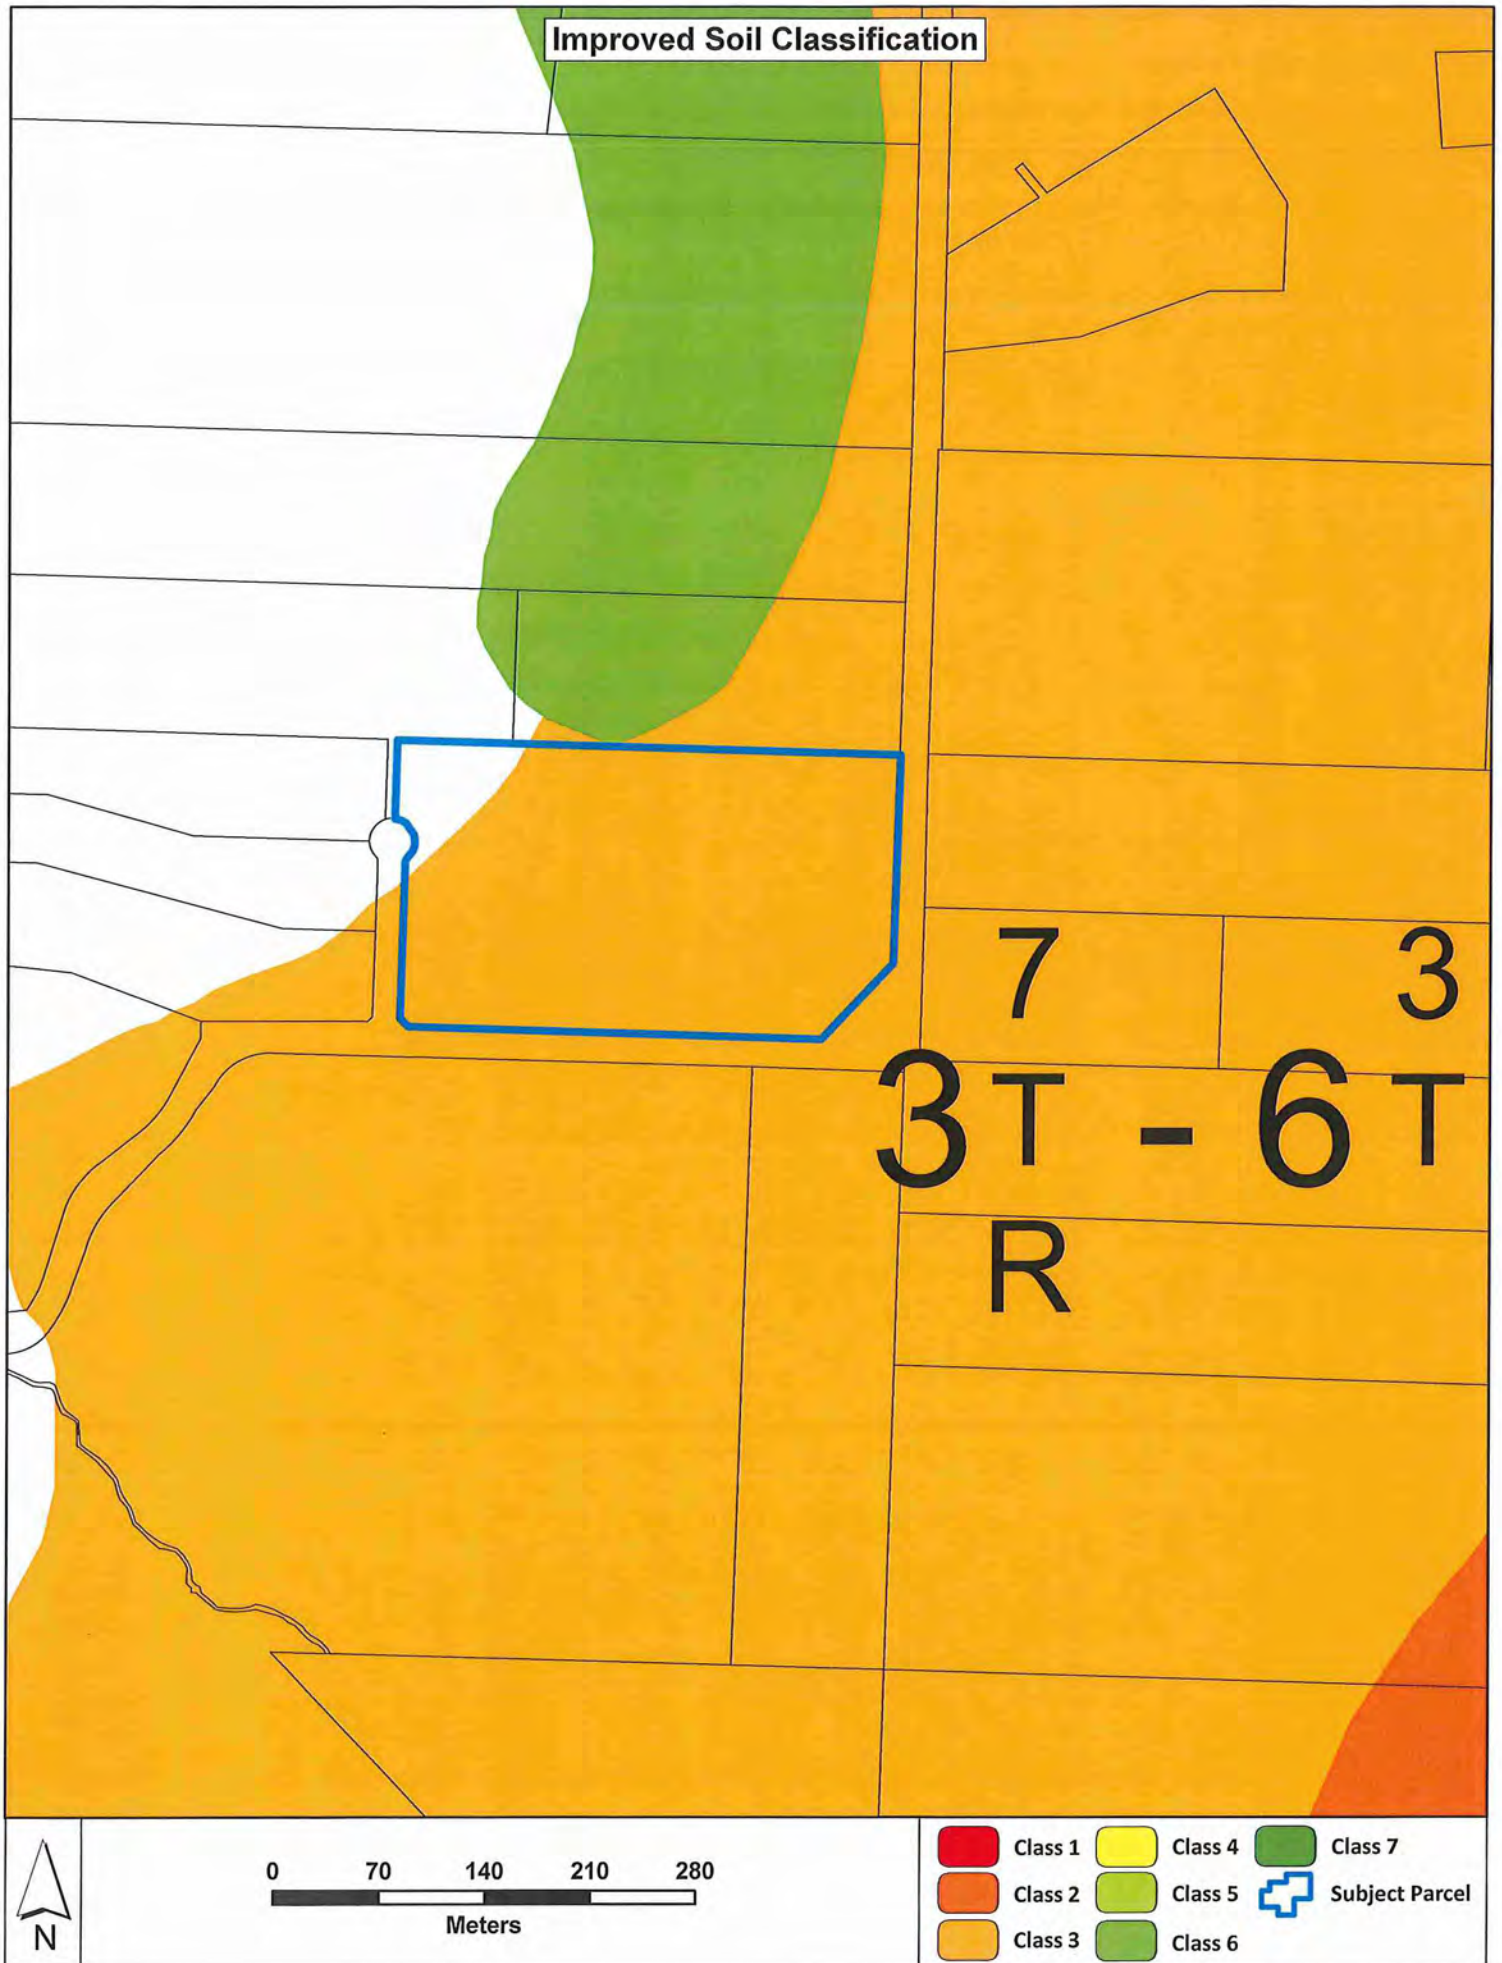 Improved Soil Classification
7 3
3T - 6T
R
0 70 140 210 280
Meters
N
Class 1
Class 2
Class 3
Class 4
Class 5
Class 6
Class 7
Subject Parcel